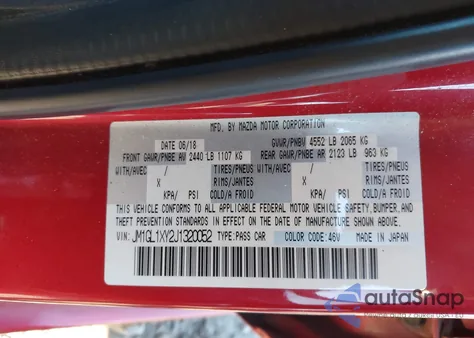 MFD. BY MAZDA MOTOR CORPORATION
DATE 06/18 GVWR/PNBV 4552 LB 2065 KG
FRONT GAWR/PNBE AV 2440 LB 1107 KG REAR GAWR/PNBE AR 2123 LB 963 KG
WITH/AVEC / TIRES/PNEUS WITH/AVEC / TIRES/PNEUS
X RIMS/JANTES X RIMS/JANTES
KPA/ PSI COLD/A FROID KPA/ PSI COLD/A FROID
THIS VEHICLE CONFORMS TO ALL APPLICABLE FEDERAL MOTOR VEHICLE SAFETY, BUMPER, AND
THEFT PREVENTION STANDARDS IN EFFECT ON THE DATE OF MANUFACTURE SHOWN ABOVE.
VIN: JM1GL1XY2J1320052 TYPE: PASS CAR COLOR CODE: 46V MADE IN JAPAN
autoSnap